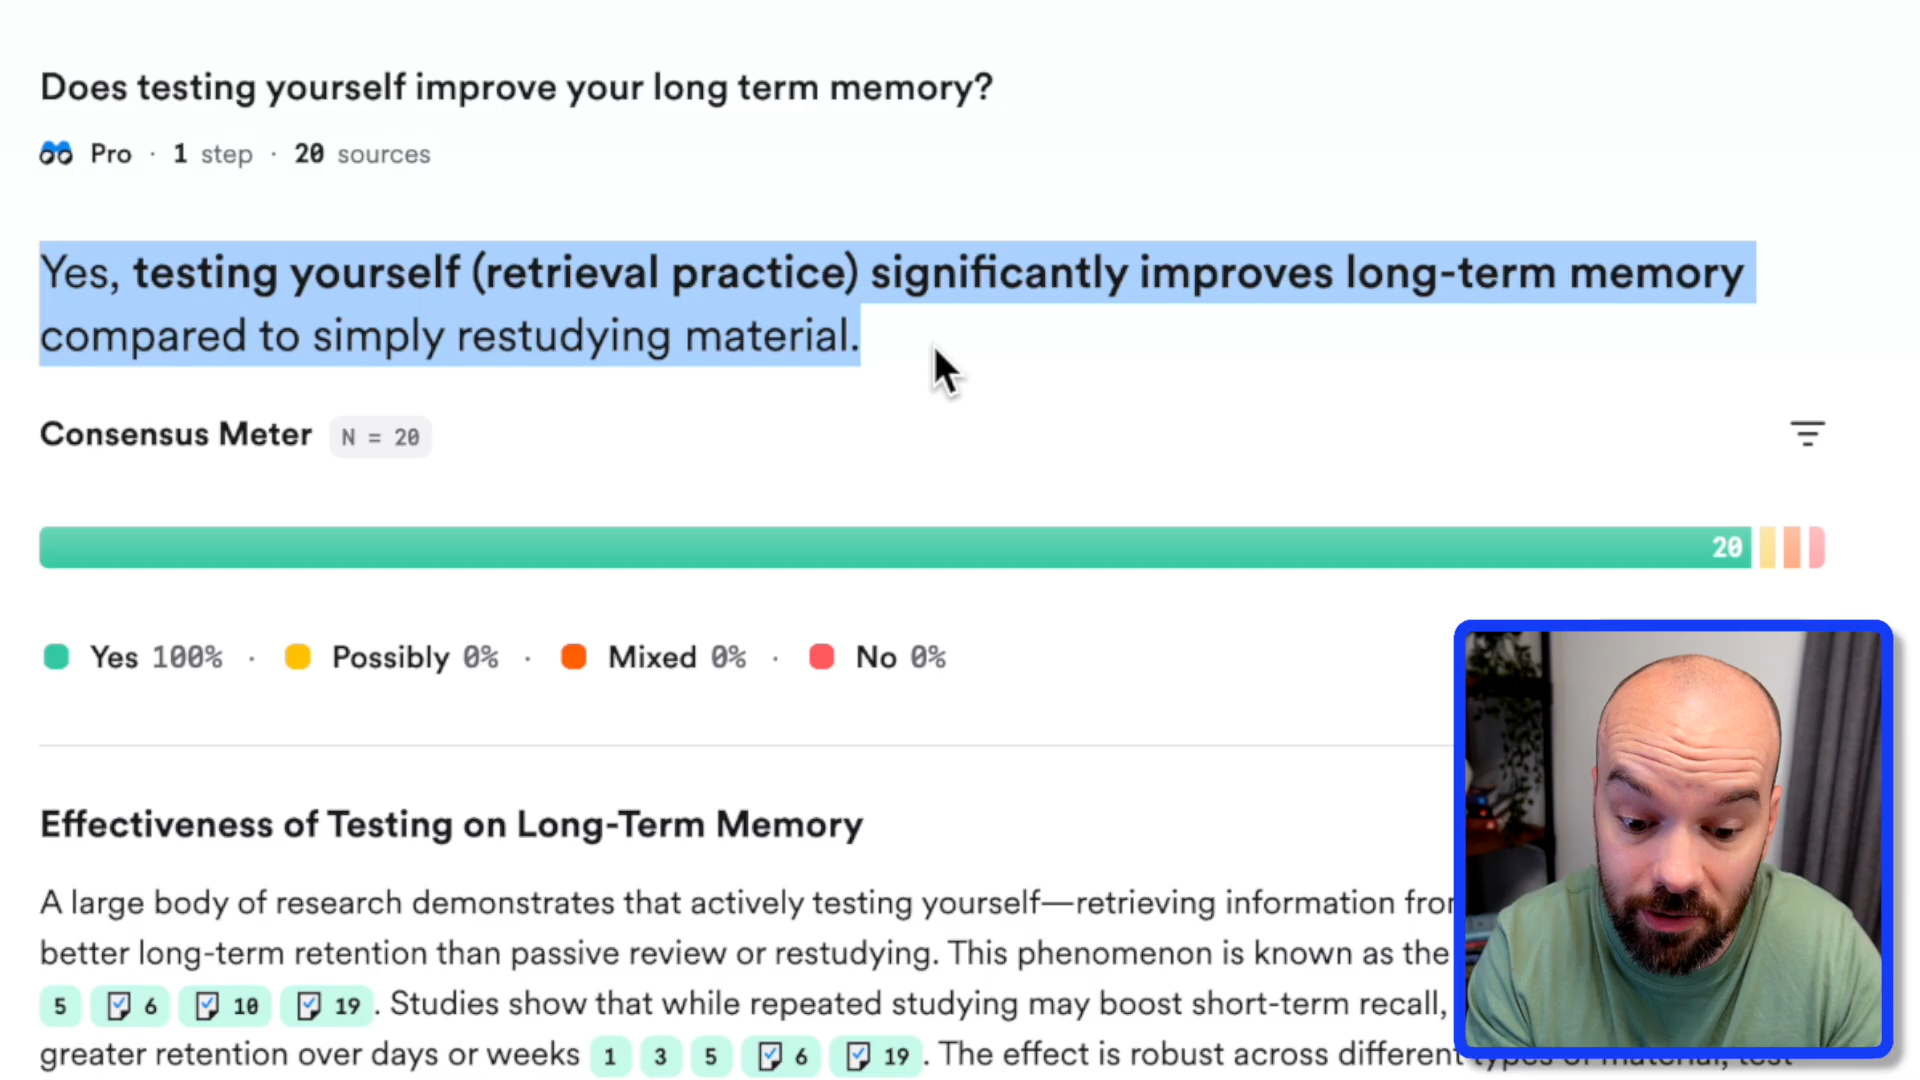 Does testing yourself improve your long term memory?
Pro · 1 step · 20 sources
Yes, testing yourself (retrieval practice) significantly improves long-term memory
compared to simply restudying material.
Consensus Meter N = 20
20
Yes 100% · Possibly 0% · Mixed 0% · No 0%
Effectiveness of Testing on Long-Term Memory
A large body of research demonstrates that actively testing yourself—retrieving information
better long-term retention than passive review or restudying. This phenomenon is known as the
5 6 10 19. Studies show that while repeated studying may boost short-term recall,
greater retention over days or weeks 1 3 5 6 19. The effect is robust across different types of material,